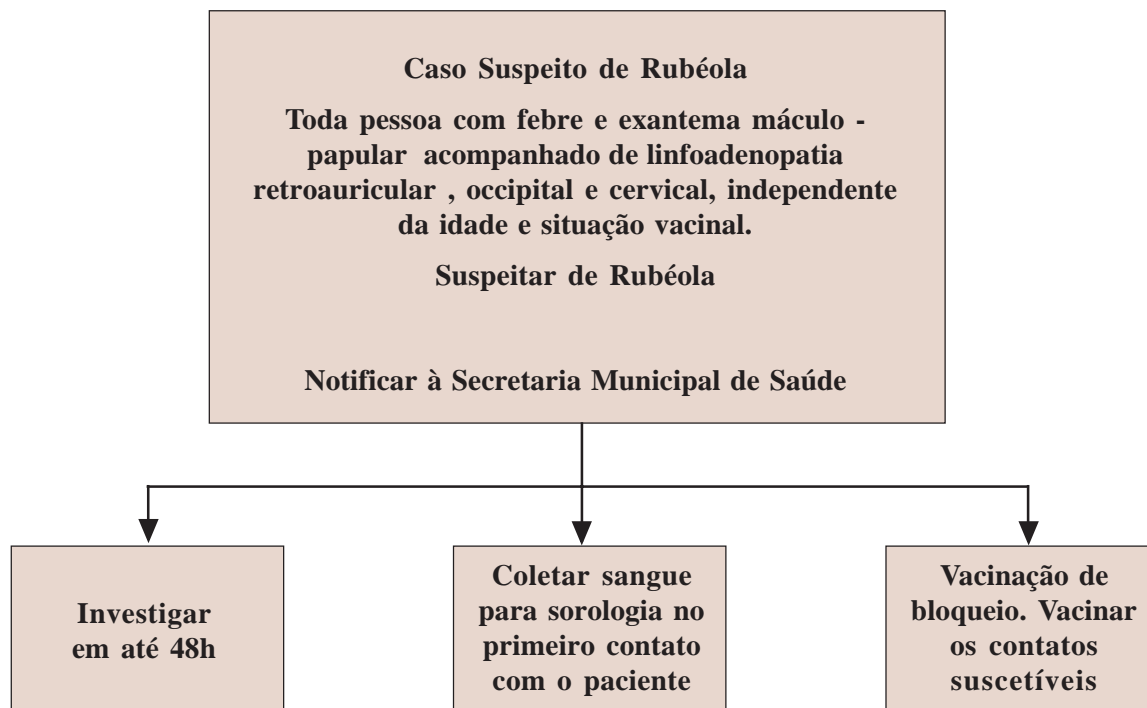 Caso Suspeito de Rubéola
Toda pessoa com febre e exantema máculo -
papular acompanhado de linfoadenopatia
retroauricular , occipital e cervical, independente
da idade e situação vacinal.
Suspeitar de Rubéola
Notificar à Secretaria Municipal de Saúde
Investigar
em até 48h
Coletar sangue
para sorologia no
primeiro contato
com o paciente
Vacinação de
bloqueio. Vacinar
os contatos
suscetíveis